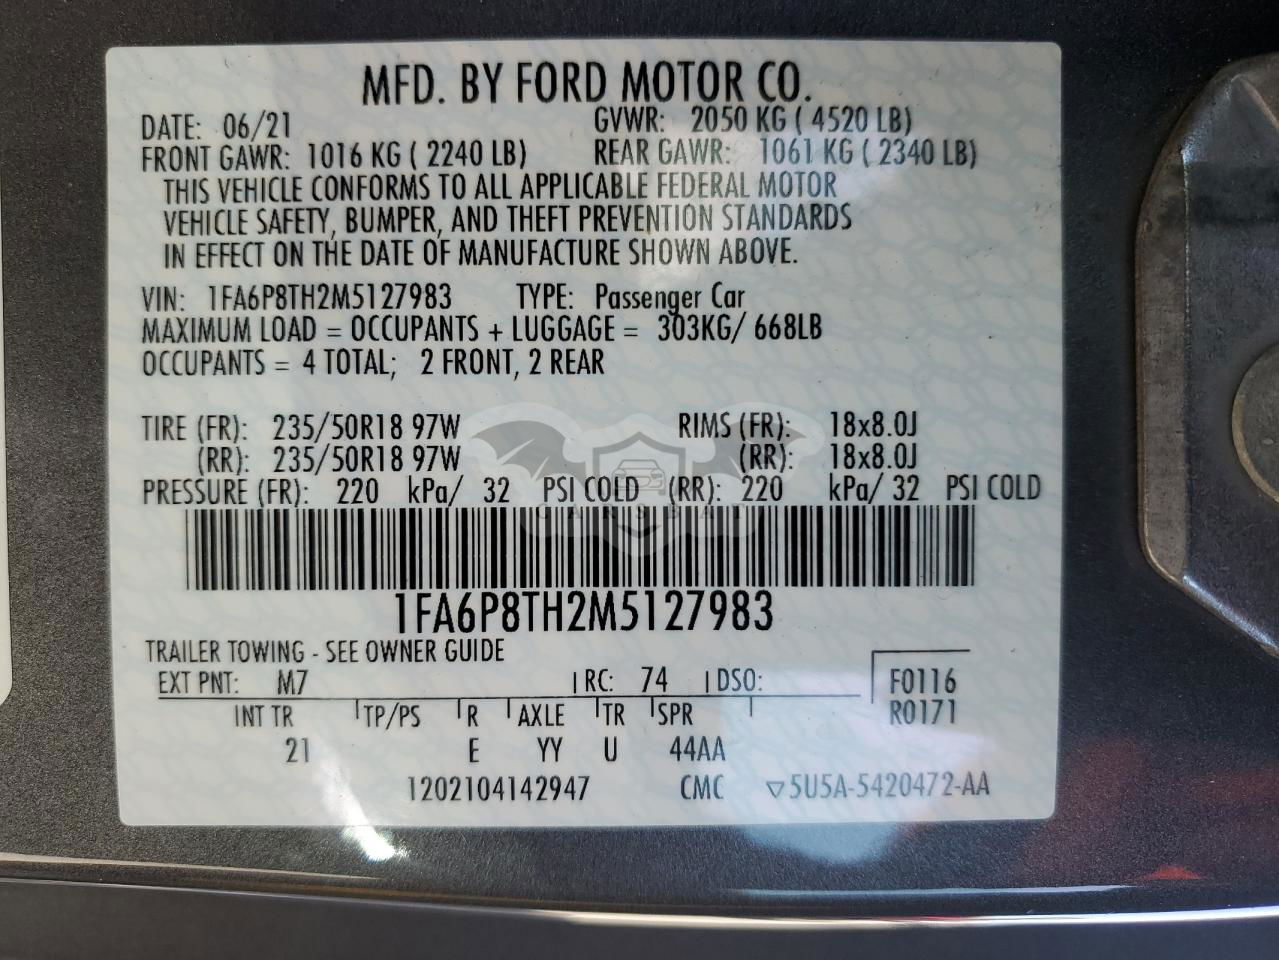 MFD. BY FORD MOTOR CO.
DATE: 06/21 GVWR: 2050 KG ( 4520 LB)
FRONT GAWR: 1016 KG ( 2240 LB) REAR GAWR: 1061 KG ( 2340 LB)
THIS VEHICLE CONFORMS TO ALL APPLICABLE FEDERAL MOTOR
VEHICLE SAFETY, BUMPER, AND THEFT PREVENTION STANDARDS
IN EFFECT ON THE DATE OF MANUFACTURE SHOWN ABOVE.
VIN: 1FA6P8TH2M5127983 TYPE: Passenger Car
MAXIMUM LOAD = OCCUPANTS + LUGGAGE = 303KG/ 668LB
OCCUPANTS = 4 TOTAL; 2 FRONT, 2 REAR
TIRE (FR): 235/50R18 97W RIMS (FR): 18x8.0J
(RR): 235/50R18 97W (RR): 18x8.0J
PRESSURE (FR): 220 kPa/ 32 PSI COLD (RR): 220 kPa/ 32 PSI COLD
CARSBAT
1FA6P8TH2M5127983
TRAILER TOWING - SEE OWNER GUIDE
EXT PNT: M7 RC: 74 DSO: F0116
INT TR TP/PS R AXLE TR SPR R0171
21 E YY U 44AA
1202104142947 CMC ▽5U5A-5420472-AA